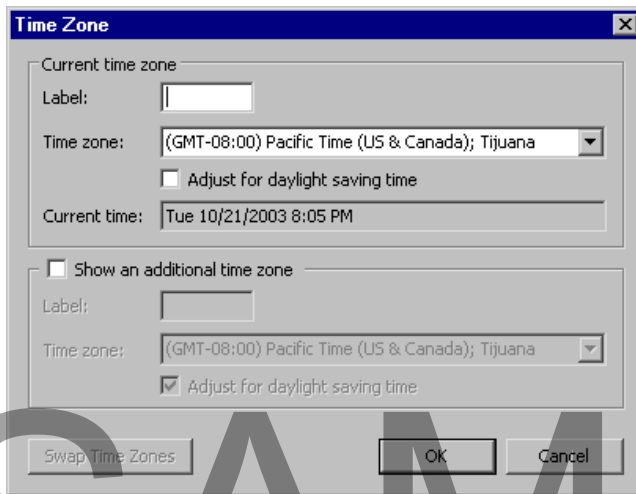 Time Zone
Current time zone
Label:
Time zone: (GMT-08:00) Pacific Time (US & Canada); Tijuana
Adjust for daylight saving time
Current time: Tue 10/21/2003 8:05 PM
Show an additional time zone
Label:
Time zone: (GMT-08:00) Pacific Time (US & Canada); Tijuana
Adjust for daylight saving time
Swap Time Zones OK Cancel